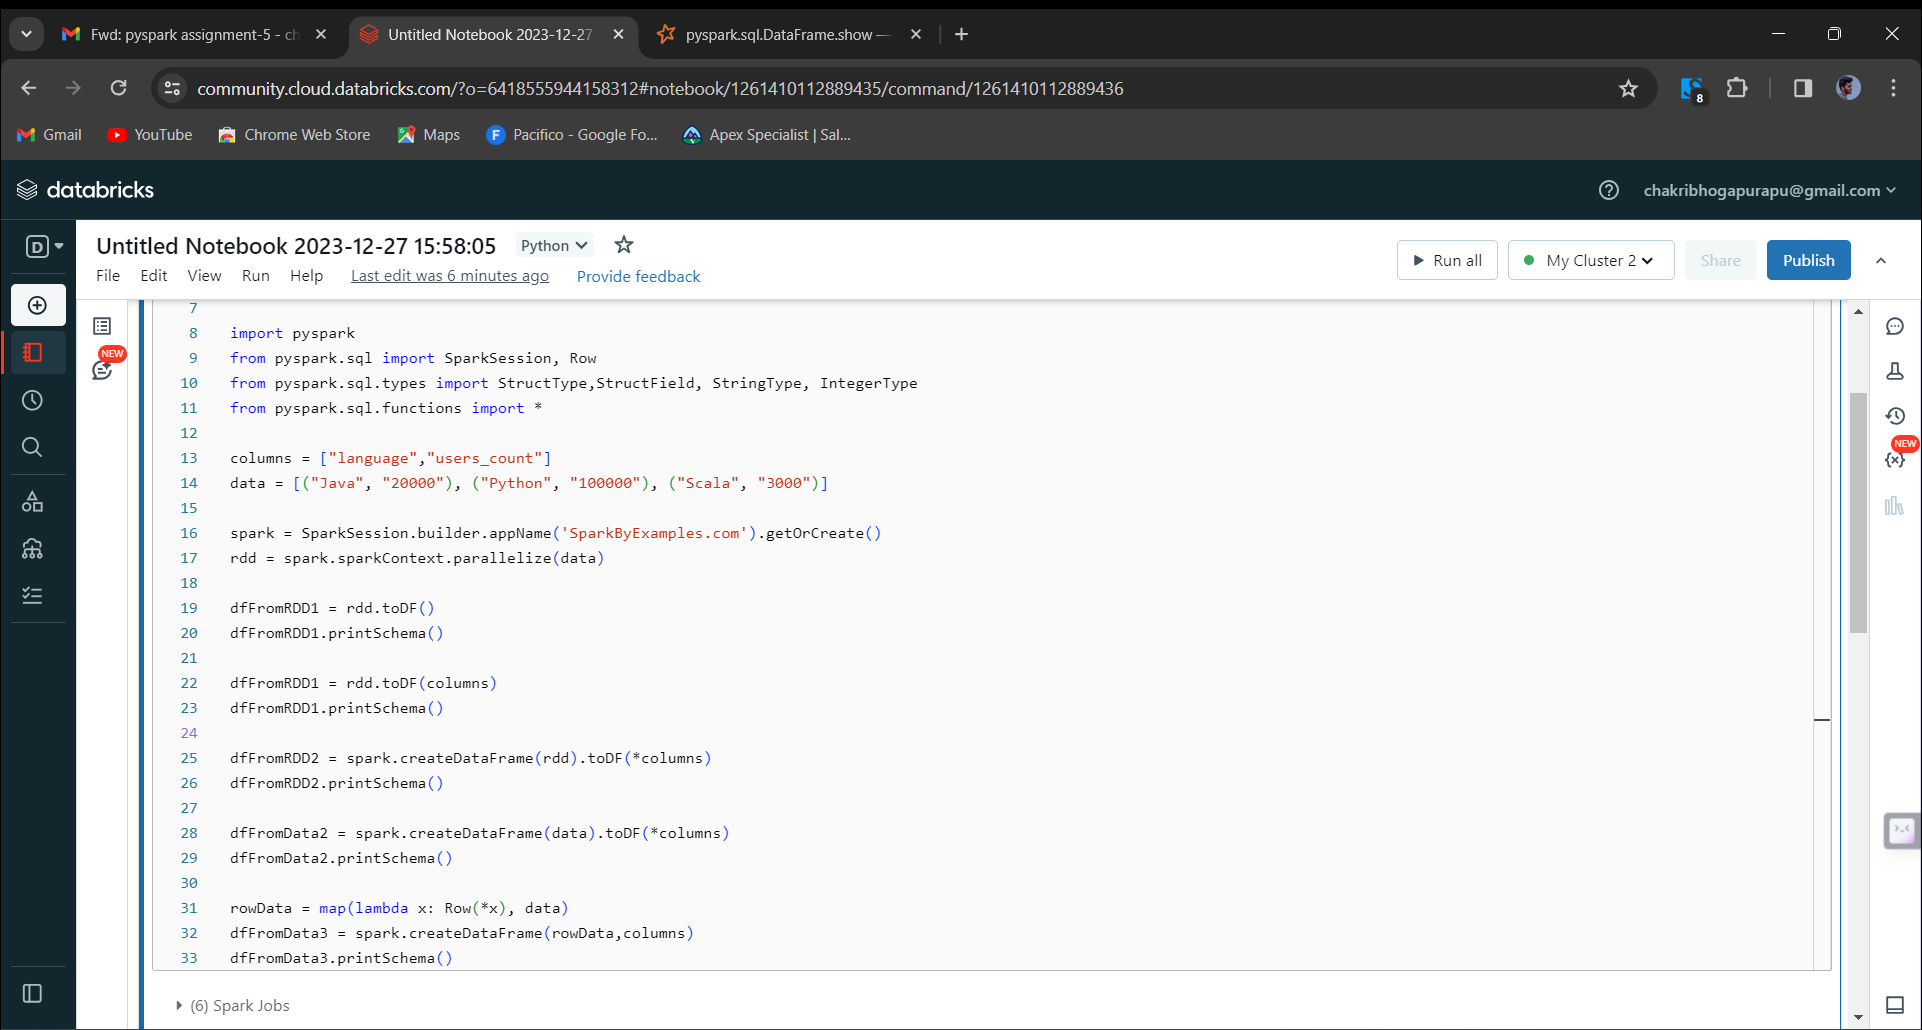 Fwd: pyspark assignment-5 - ch
Untitled Notebook 2023-12-27
pyspark.sql.DataFrame.show —
community.cloud.databricks.com/?o=6418555944158312#notebook/1261410112889435/command/1261410112889436
8
Gmail YouTube Chrome Web Store Maps Pacifico - Google Fo... Apex Specialist | Sal...
databricks
chakribhogapurapu@gmail.com
D
Untitled Notebook 2023-12-27 15:58:05 Python
File Edit View Run Help Last edit was 6 minutes ago Provide feedback
Run all My Cluster 2 Share Publish
NEW
NEW
7
8 import pyspark
9 from pyspark.sql import SparkSession, Row
10 from pyspark.sql.types import StructType,StructField, StringType, IntegerType
11 from pyspark.sql.functions import *
12
13 columns = ["language","users_count"]
14 data = [("Java", "20000"), ("Python", "100000"), ("Scala", "3000")]
15
16 spark = SparkSession.builder.appName('SparkByExamples.com').getOrCreate()
17 rdd = spark.sparkContext.parallelize(data)
18
19 dfFromRDD1 = rdd.toDF()
20 dfFromRDD1.printSchema()
21
22 dfFromRDD1 = rdd.toDF(columns)
23 dfFromRDD1.printSchema()
24
25 dfFromRDD2 = spark.createDataFrame(rdd).toDF(*columns)
26 dfFromRDD2.printSchema()
27
28 dfFromData2 = spark.createDataFrame(data).toDF(*columns)
29 dfFromData2.printSchema()
30
31 rowData = map(lambda x: Row(*x), data)
32 dfFromData3 = spark.createDataFrame(rowData,columns)
33 dfFromData3.printSchema()
(6) Spark Jobs